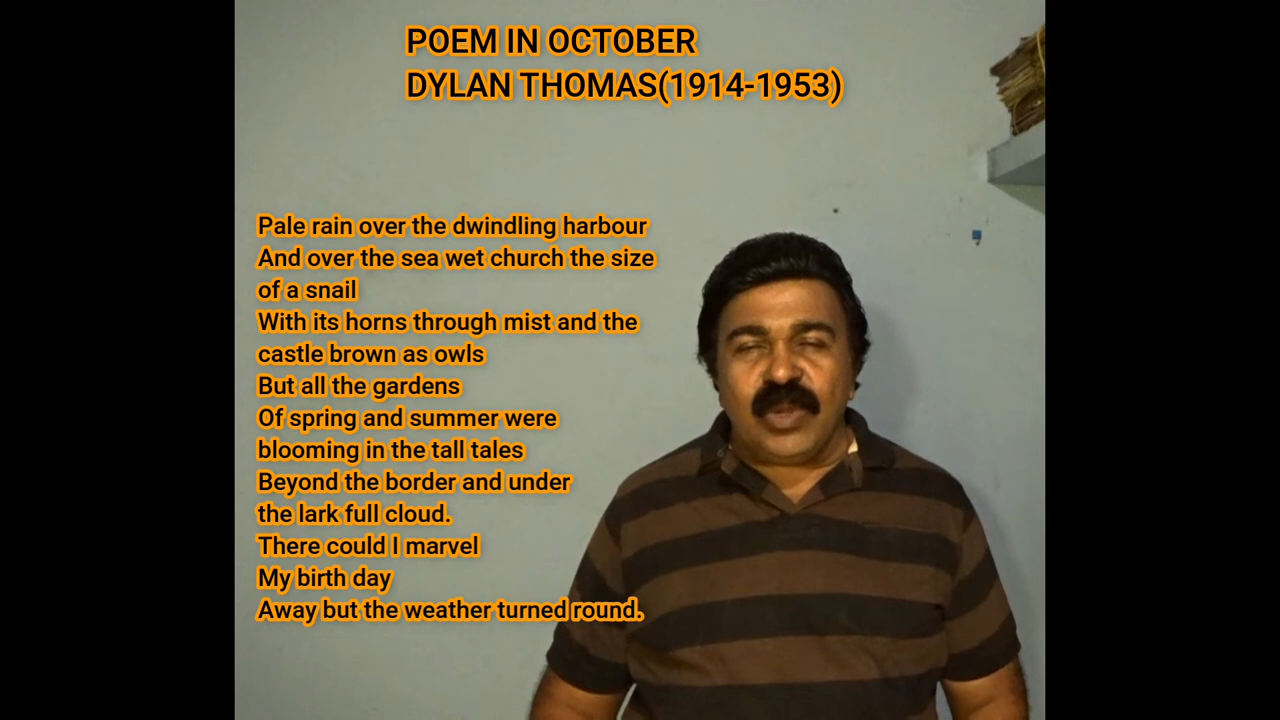 POEM IN OCTOBER
DYLAN THOMAS(1914-1953)
Pale rain over the dwindling harbour
And over the sea wet church the size
of a snail
With its horns through mist and the
castle brown as owls
But all the gardens
Of spring and summer were
blooming in the tall tales
Beyond the border and under
the lark full cloud.
There could I marvel
My birth day
Away but the weather turned round.